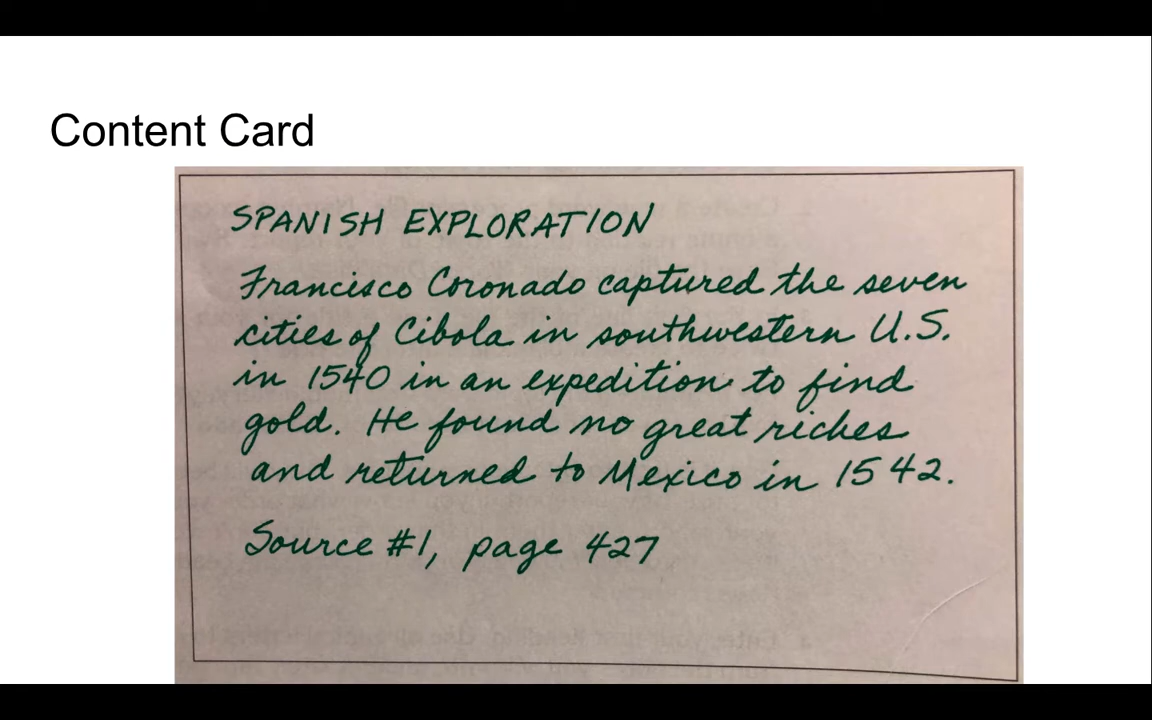 Content Card
SPANISH EXPLORATION
Francisco Coronado captured the seven
cities of Cibola in southwestern U.S.
in 1540 in an expedition to find
gold. He found no great riches
and returned to Mexico in 1542.
Source #1, page 427